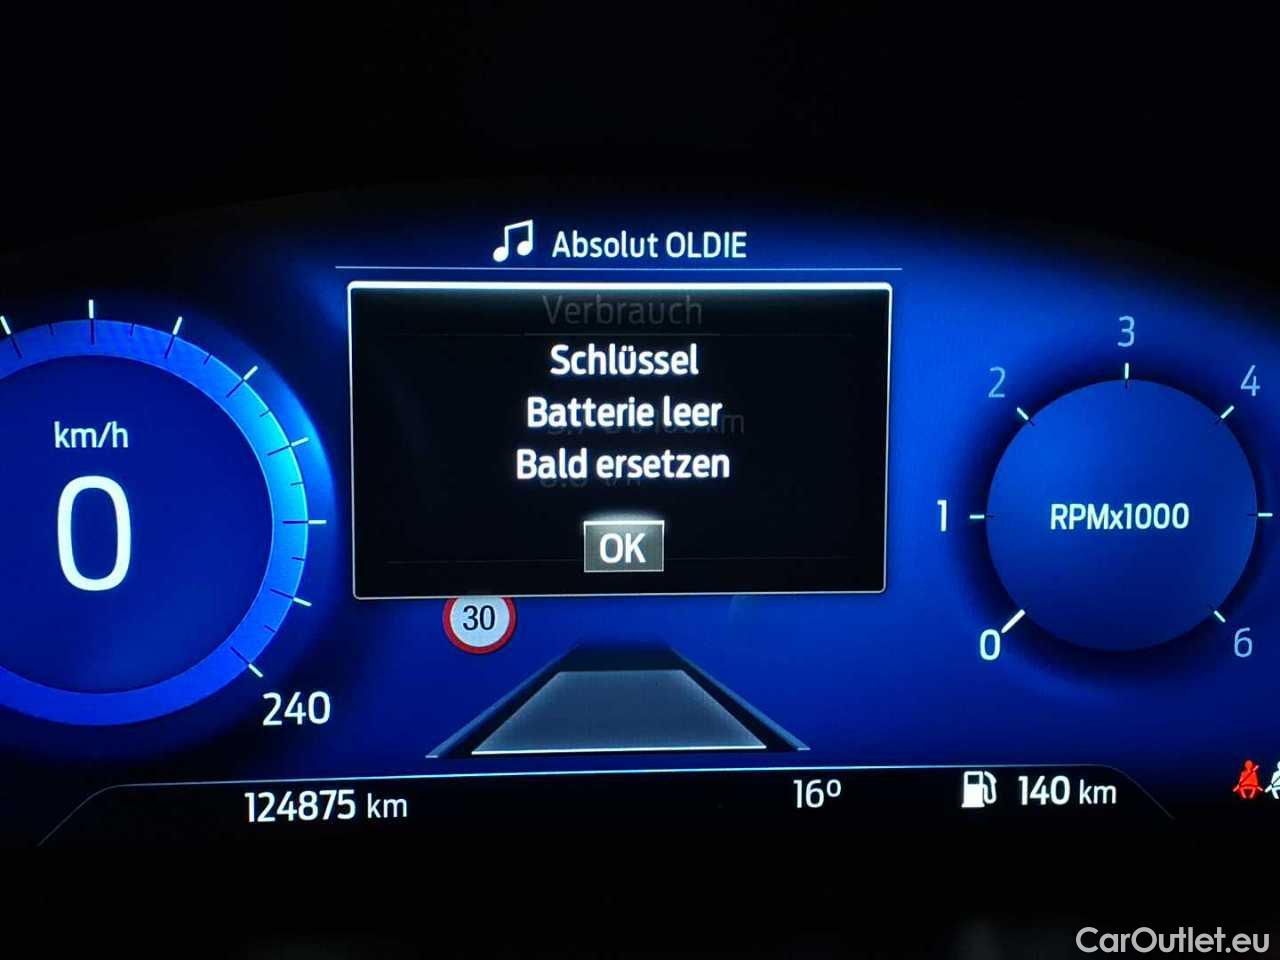 Absolut OLDIE
Verbrauch
Schlüssel
Batterie leer
Bald ersetzen
OK
km/h
0
240
30
3
2
4
1
RPMx1000
0
6
124875 km
16º
140 km
CarOutlet.eu